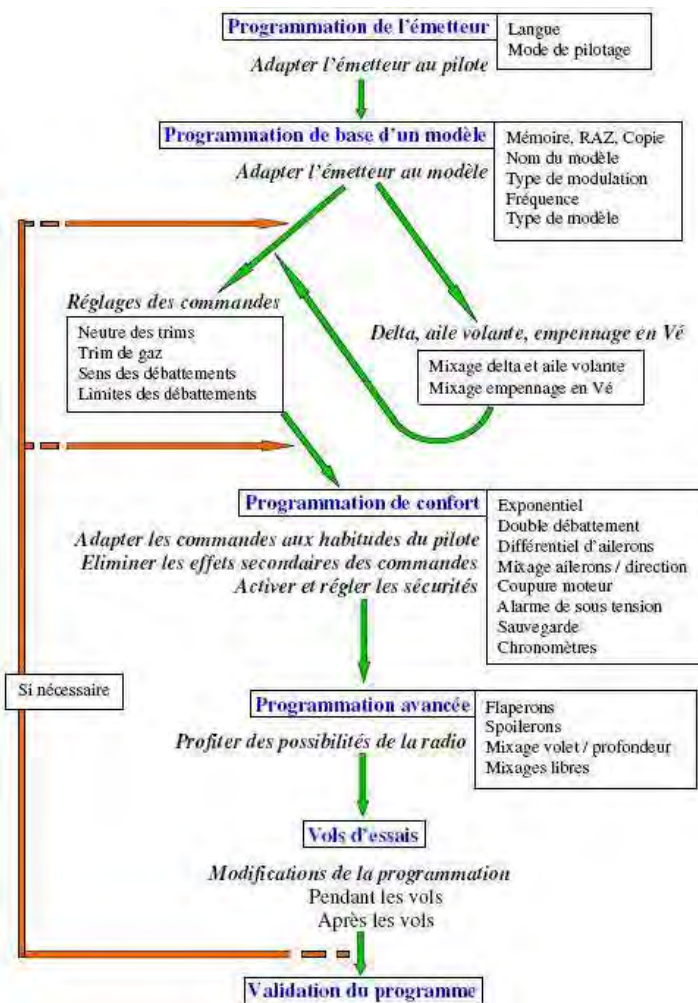 Programmation de l'émetteur
Langue
Mode de pilotage
Adapter l'émetteur au pilote
Programmation de base d'un modèle
Mémoire, RAZ, Copie
Nom du modèle
Type de modulation
Fréquence
Type de modèle
Adapter l'émetteur au modèle
Réglages des commandes
Neutre des trims
Trim de gaz
Sens des débattements
Limites des débattements
Delta, aile volante, empennage en Vé
Mixage delta et aile volante
Mixage empennage en Vé
Programmation de confort
Exponentiel
Double débattement
Différentiel d'ailerons
Mixage ailerons / direction
Coupure moteur
Alarme de sous tension
Sauvegarde
Chronomètres
Adapter les commandes aux habitudes du pilote
Eliminer les effets secondaires des commandes
Activer et régler les sécurités
Si nécessaire
Programmation avancée
Flaperons
Spoilerons
Mixage volet / profondeur
Mixages libres
Profiter des possibilités de la radio
Vols d'essais
Modifications de la programmation
Pendant les vols
Après les vols
Validation du programme